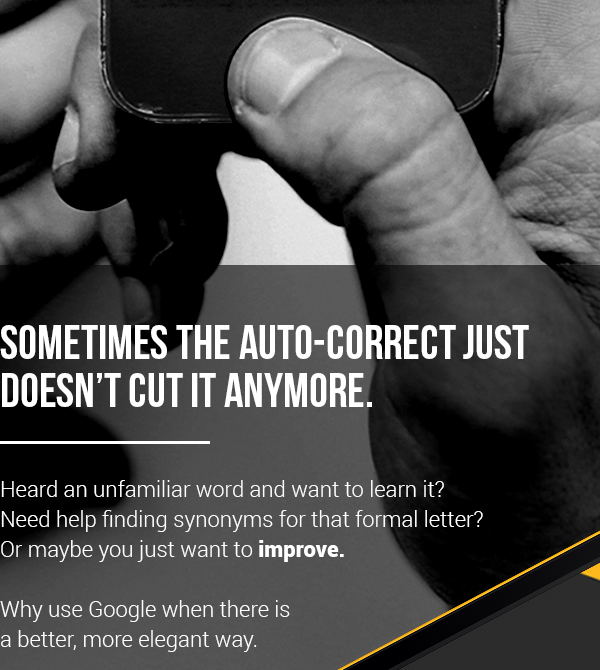 SOMETIMES THE AUTO-CORRECT JUST
DOESN'T CUT IT ANYMORE.
Heard an unfamiliar word and want to learn it?
Need help finding synonyms for that formal letter?
Or maybe you just want to improve.
Why use Google when there is
a better, more elegant way.